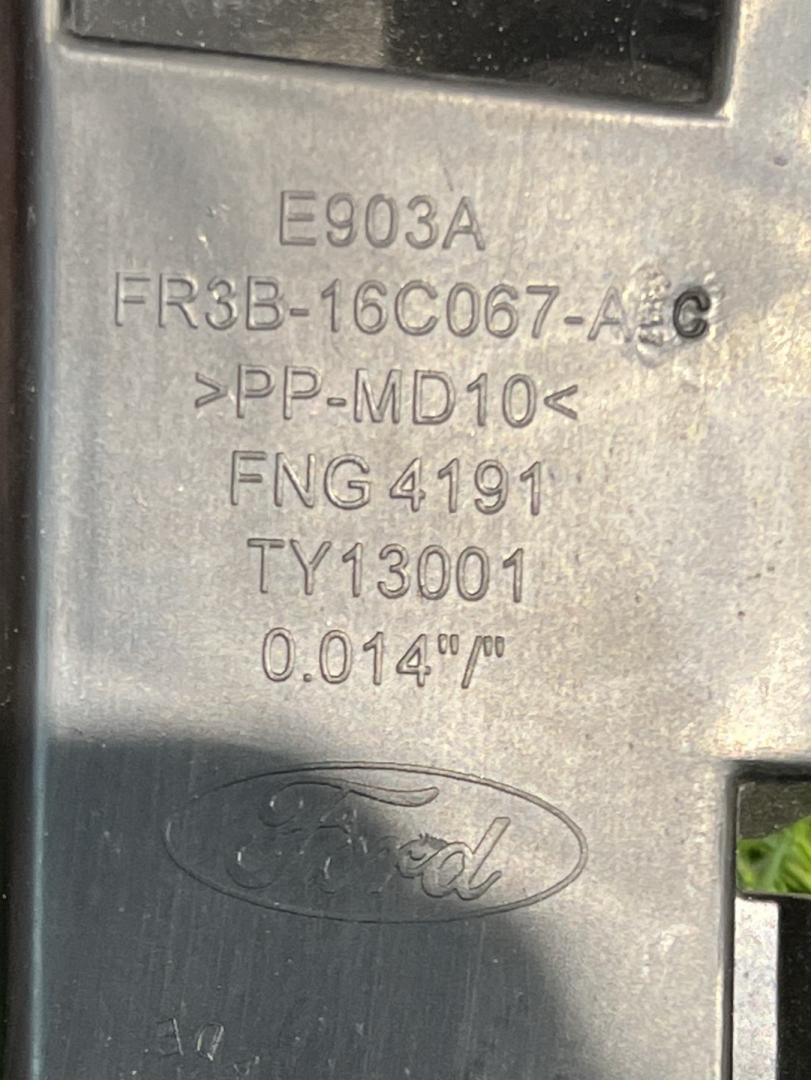 E903A
FR3B-16C067-A C
>PP-MD10<
FNG 4191
TY13001
0.014"/"
Ford